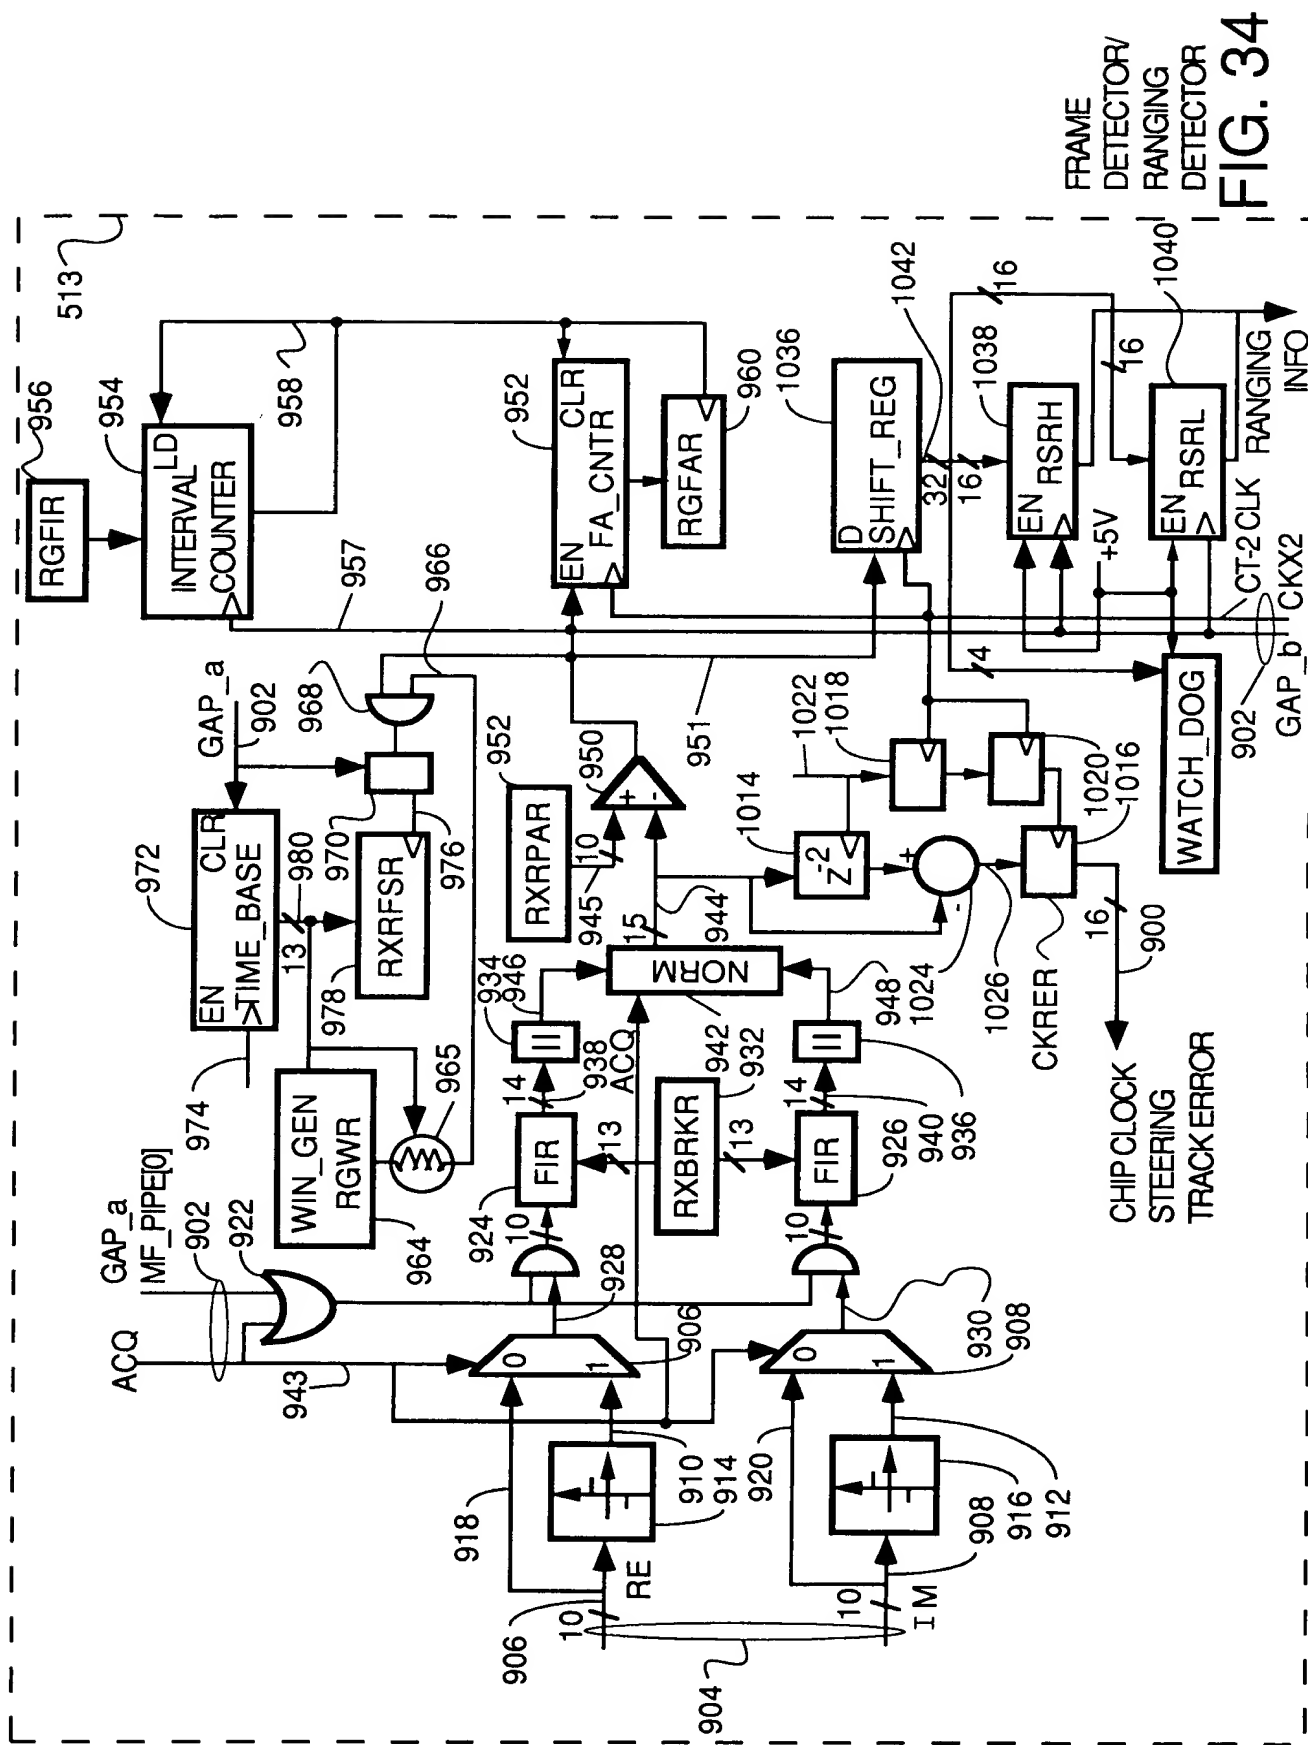 FRAME
DETECTOR/
RANGING
DETECTOR
FIG. 34
513
956
RGFIR
954
LD
INTERVAL
COUNTER
958
957
966
952
EN
CLR
FA_CNTR
RGFAR
960
1036
D
SHIFT_REG
1042
32
16
16
1038
EN
RSRH
16
1040
EN
RSRL
+5V
RANGING
INFO
CT-2 CLK
CKX2
GAP_b
902
4
WATCH_DOG
GAP_a
902
968
972
EN
CLR
TIME_BASE
980
13
970
976
978
RXRFSR
974
WIN_GEN
RGWR
964
965
952
RXRPAR
950
+
-
945
10
951
15
944
NORM
942
1022
1018
1014
Z-2
1020
1016
+
-
1024
1026
CKRER
16
900
CHIP CLOCK
STEERING
TRACK ERROR
934
946
||
14
938
ACQ
924
FIR
10
13
RXBRKR
932
13
FIR
10
14
926
940
936
||
948
GAP_a
MF_PIPE[0]
902
922
ACQ
943
928
0
1
906
930
908
0
1
918
910
914
920
908
916
912
906
10
RE
10
IM
904